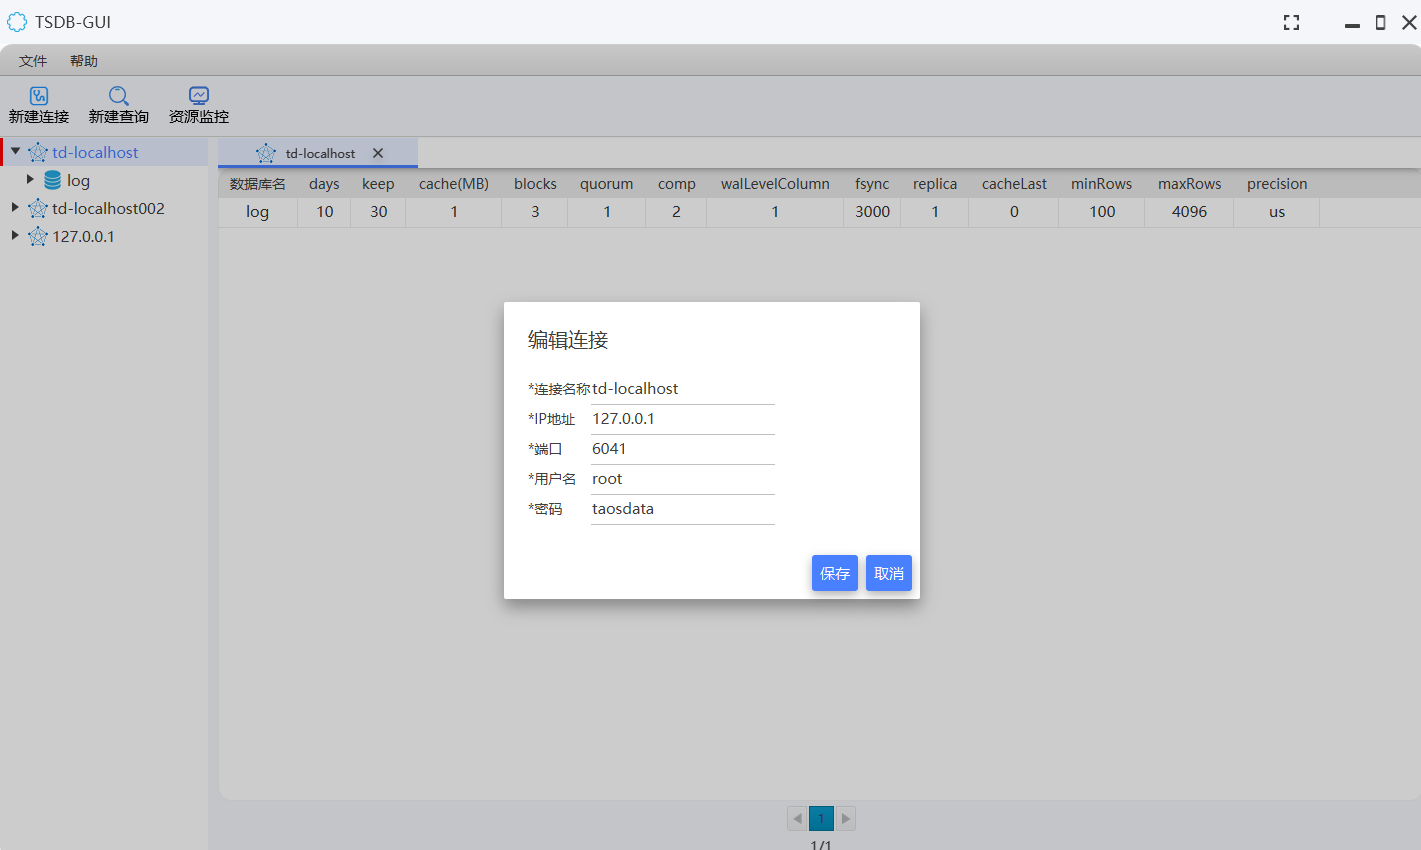 TSDB-GUI
文件 帮助
新建连接 新建查询 资源监控
td-localhost
log
td-localhost002
127.0.0.1
td-localhost
数据库名 days keep cache(MB) blocks quorum comp walLevelColumn fsync replica cacheLast minRows maxRows precision
log 10 30 1 3 1 2 1 3000 1 0 100 4096 us
编辑连接
*连接名称 td-localhost
*IP地址 127.0.0.1
*端口 6041
*用户名 root
*密码 taosdata
保存 取消
1
1/1